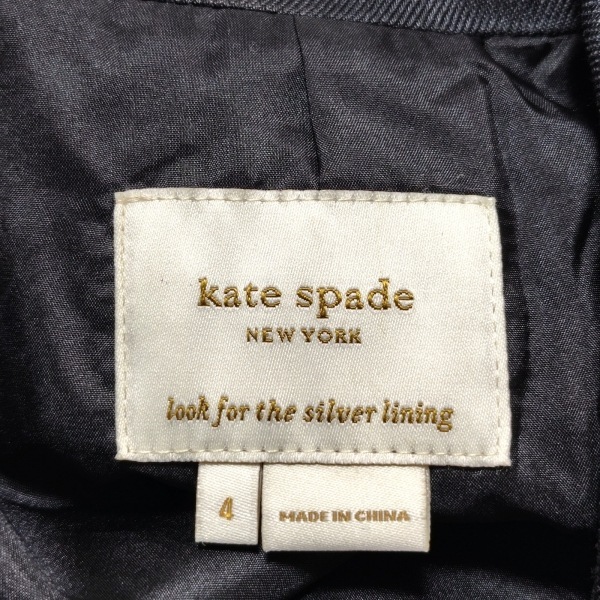 kate spade
NEW YORK
look for the silver lining
4
MADE IN CHINA